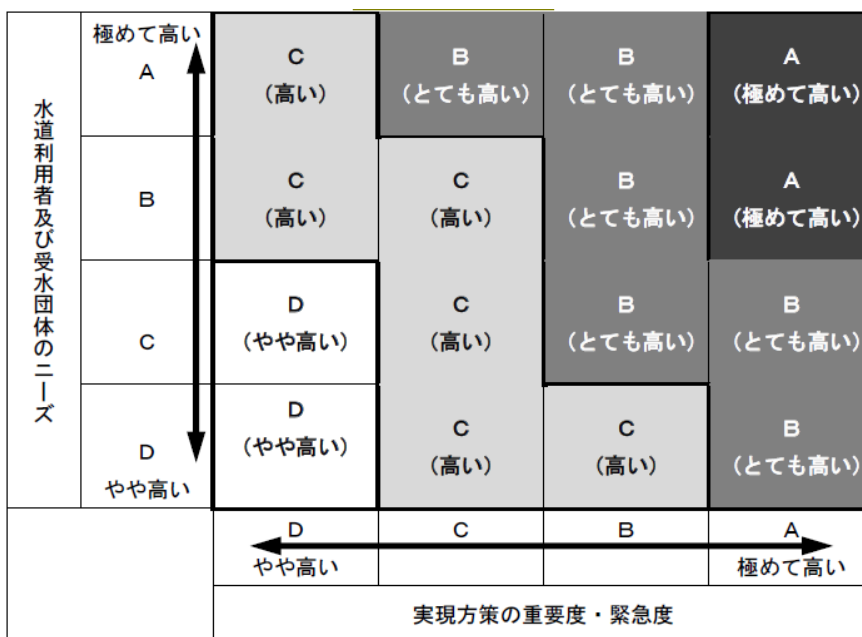 水道利用者及び受水団体のニーズ
極めて高い
A
C
(高い)
B
(とても高い)
B
(とても高い)
A
(極めて高い)
B
C
(高い)
C
(高い)
B
(とても高い)
A
(極めて高い)
C
D
(やや高い)
C
(高い)
B
(とても高い)
B
(とても高い)
D
やや高い
D
(やや高い)
C
(高い)
C
(高い)
B
(とても高い)
D
やや高い
C
B
A
極めて高い
実現方策の重要度・緊急度